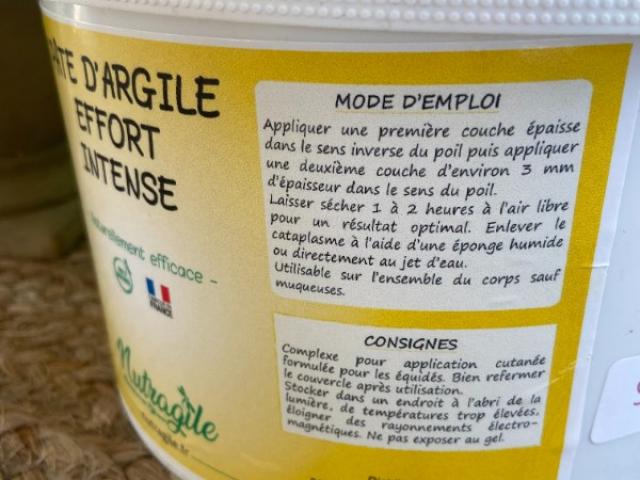 D'ARGILE
EFFORT
INTENSE
naturellement efficace -
FRANCE
Nutragile
nutragile.fr
MODE D'EMPLOI
Appliquer une première couche épaisse
dans le sens inverse du poil puis appliquer
une deuxième couche d'environ 3 mm
d'épaisseur dans le sens du poil.
Laisser sécher 1 à 2 heures à l'air libre
pour un résultat optimal. Enlever le
cataplasme à l'aide d'une éponge humide
ou directement au jet d'eau.
Utilisable sur l'ensemble du corps sauf
muqueuses.
CONSIGNES
Complexe pour application cutanée
formulée pour les équidés. Bien refermer
le couvercle après utilisation.
Stocker dans un endroit à l'abri de la
lumière, de températures trop élevées,
éloigner des rayonnements électro-
magnétiques. Ne pas exposer au gel.